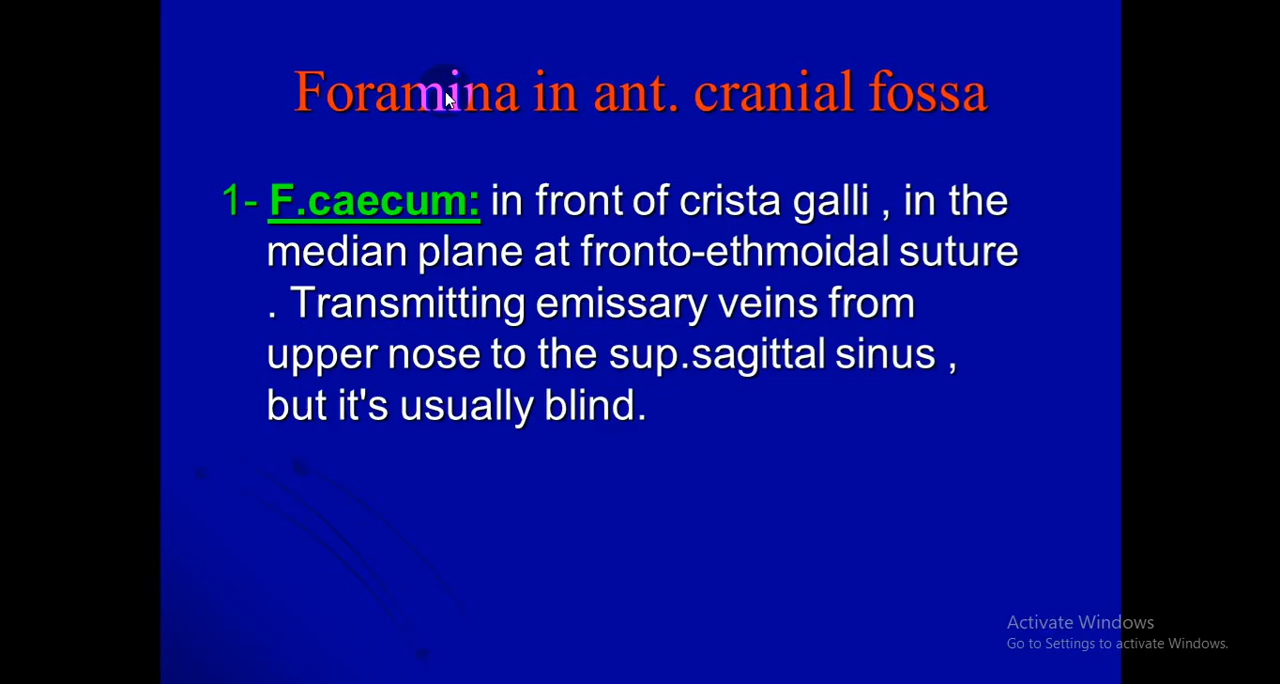 Foramina in ant. cranial fossa
1- F.caecum: in front of crista galli , in the
median plane at fronto-ethmoidal suture
. Transmitting emissary veins from
upper nose to the sup.sagittal sinus ,
but it's usually blind.
Activate Windows
Go to Settings to activate Windows.